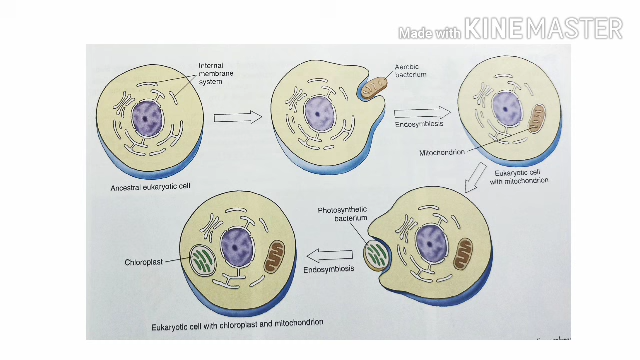 Made with KINEMASTER
Internal
membrane
system
Aerobic
bacterium
Endosymbiosis
Mitochondrion
Ancestral eukaryotic cell
Eukaryotic cell
with mitochondrion
Photosynthetic
bacterium
Chloroplast
Endosymbiosis
Eukaryotic cell with chloroplast and mitochondrion